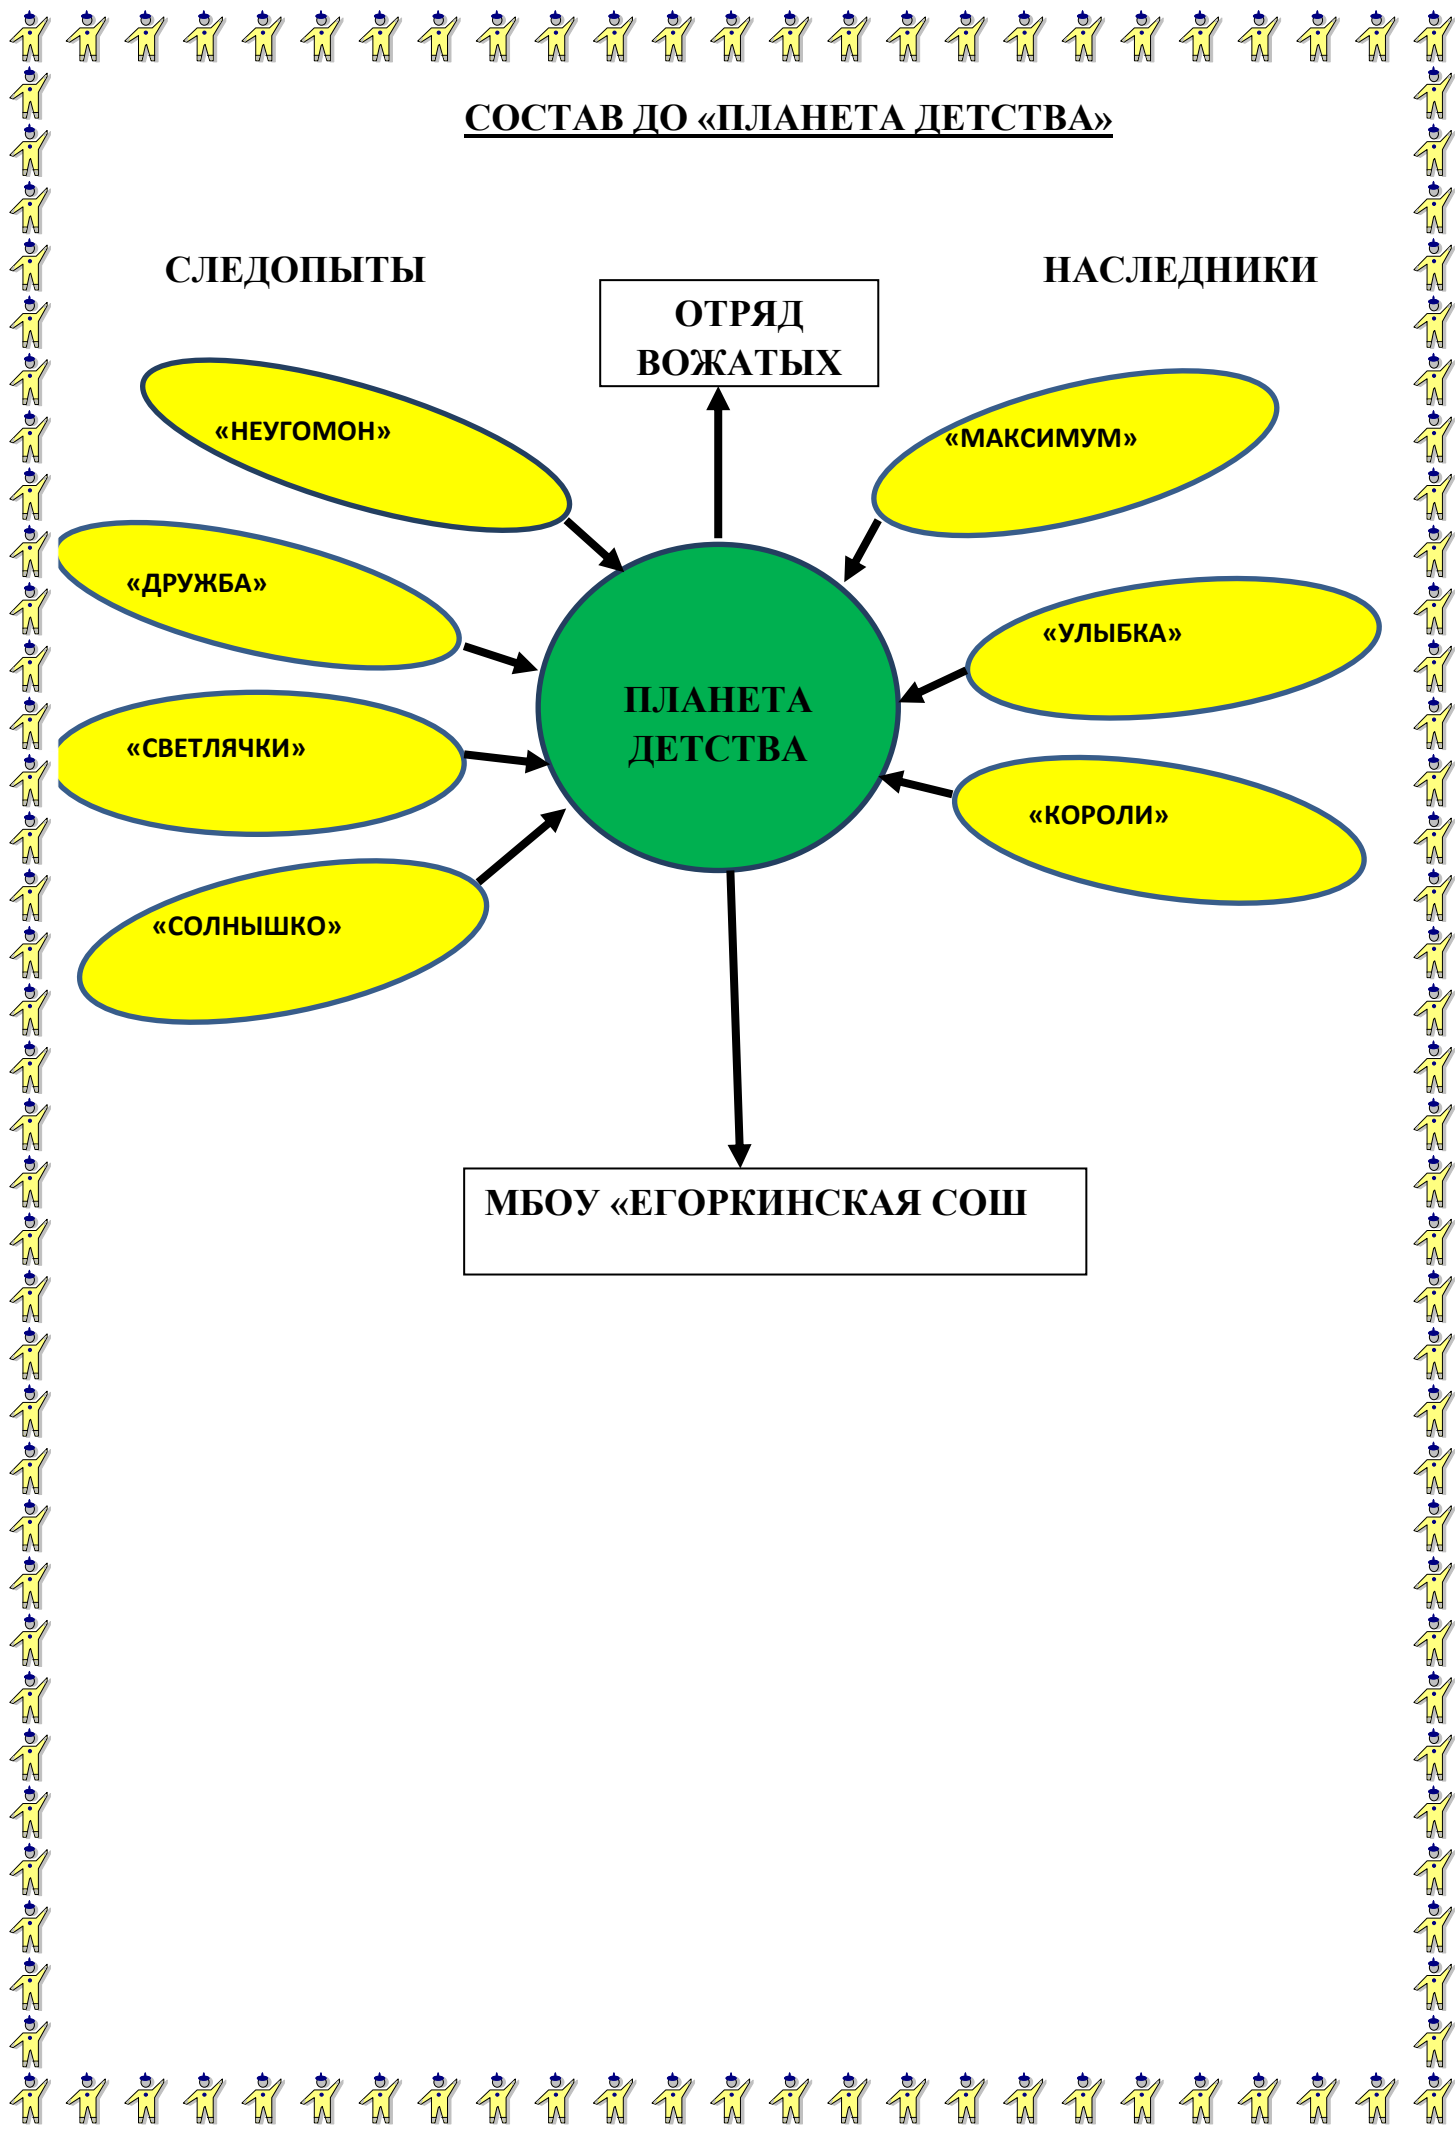 СОСТАВ ДО «ПЛАНЕТА ДЕТСТВА»
СЛЕДОПЫТЫ
НАСЛЕДНИКИ
ОТРЯД
ВОЖАТЫХ
«НЕУГОМОН»
«МАКСИМУМ»
«ДРУЖБА»
«УЛЫБКА»
ПЛАНЕТА
ДЕТСТВА
«СВЕТЛЯЧКИ»
«КОРОЛИ»
«СОЛНЫШКО»
МБОУ «ЕГОРКИНСКАЯ СОШ